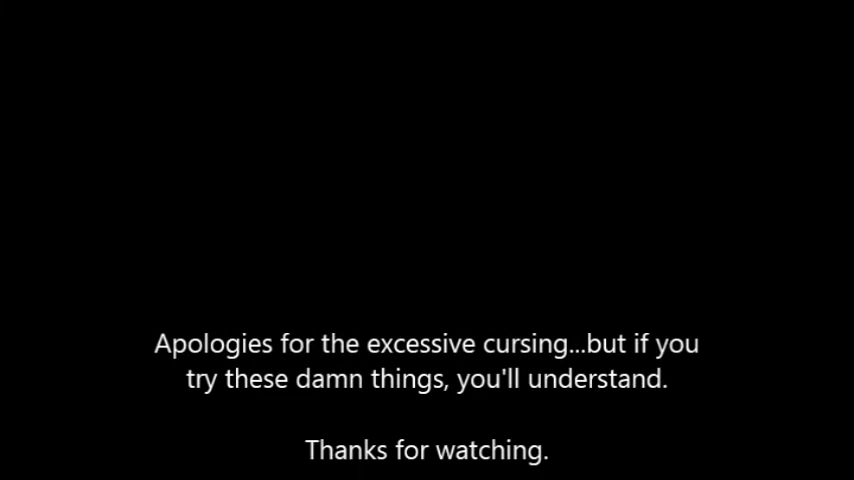 Apologies for the excessive cursing...but if you
try these damn things, you'll understand.
Thanks for watching.